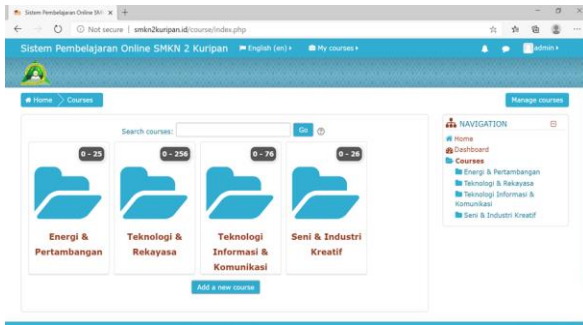 Sistem Pembelajaran Online SM
Not secure | smkn2kuripan.id/course/index.php
Sistem Pembelajaran Online SMKN 2 Kuripan English (en) My courses admin
Home Courses
Manage courses
Search courses: Go
0 - 25
0 - 256
0 - 76
0 - 26
Energi &
Pertambangan
Teknologi &
Rekayasa
Teknologi
Informasi &
Komunikasi
Seni & Industri
Kreatif
Add a new course
NAVIGATION
Home
Dashboard
Courses
Energi & Pertambangan
Teknologi & Rekayasa
Teknologi Informasi &
Komunikasi
Seni & Industri Kreatif